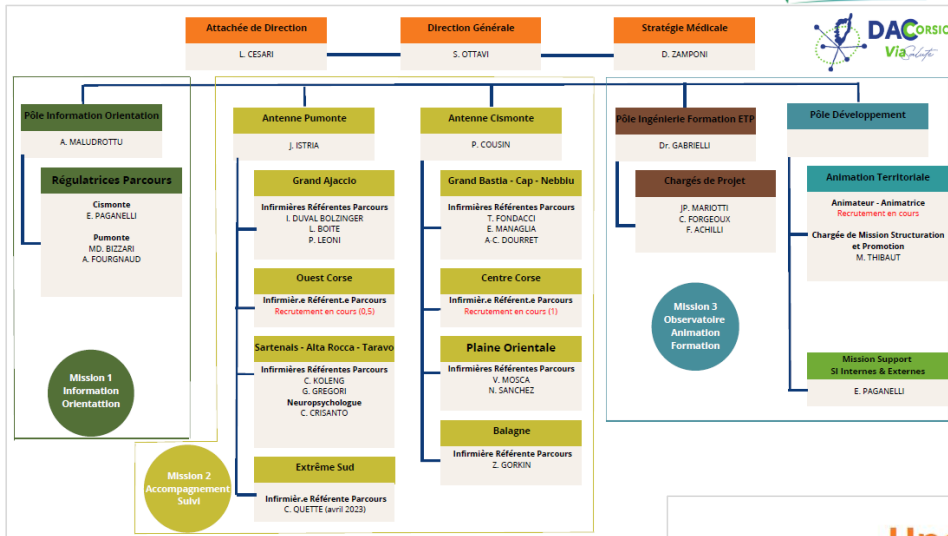 Attachée de Direction
L. CESARI
Direction Générale
S. OTTAVI
Stratégie Médicale
D. ZAMPONI
DAC CORSICA
Via Salute
Pôle Information Orientation
A. MALUDROTTU
Régulatrices Parcours
Cismonte
E. PAGANELLI
Pumonte
MD. BIZZARI
A. FOURGNAUD
Mission 1
Information
Orientattion
Antenne Pumonte
J. ISTRIA
Grand Ajaccio
Infirmières Référentes Parcours
I. DUVAL BOLZINGER
L. BOITE
P. LEONI
Ouest Corse
Infirmièr.e Référent.e Parcours
Recrutement en cours (0,5)
Sartenais - Alta Rocca - Taravo
Infirmières Référentes Parcours
C. KOLENG
G. GREGORI
Neuropsychologue
C. CRISANTO
Extrême Sud
Infirmièr.e Référente Parcours
C. QUETTE (avril 2023)
Mission 2
Accompagnement
Suivi
Antenne Cismonte
P. COUSIN
Grand Bastia - Cap - Nebbiu
Infirmières Référentes Parcours
T. FONDACCI
E. MANAGLIA
A-C. DOURRET
Centre Corse
Infirmièr.e Référent.e Parcours
Recrutement en cours (1)
Plaine Orientale
Infirmières Référentes Parcours
V. MOSCA
N. SANCHEZ
Balagne
Infirmière Référente Parcours
Z. GORKIN
Pôle Ingénierie Formation ETP
Dr. GABRIELLI
Chargés de Projet
JP. MARIOTTI
C. FORGEOUX
F. ACHILLI
Mission 3
Observatoire
Animation
Formation
Pôle Développement
Animation Territoriale
Animateur - Animatrice
Recrutement en cours
Chargée de Mission Structuration
et Promotion
M. THIBAUT
Mission Support
SI Internes & Externes
E. PAGANELLI